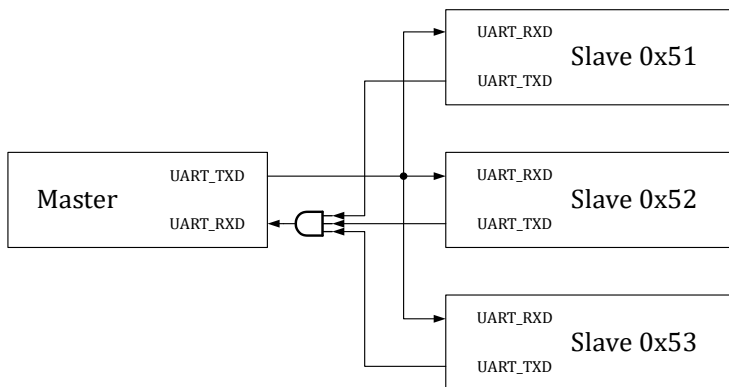 UART_RXD
Slave 0x51
UART_TXD
UART_TXD
Master
UART_RXD
UART_RXD
Slave 0x52
UART_TXD
UART_RXD
Slave 0x53
UART_TXD